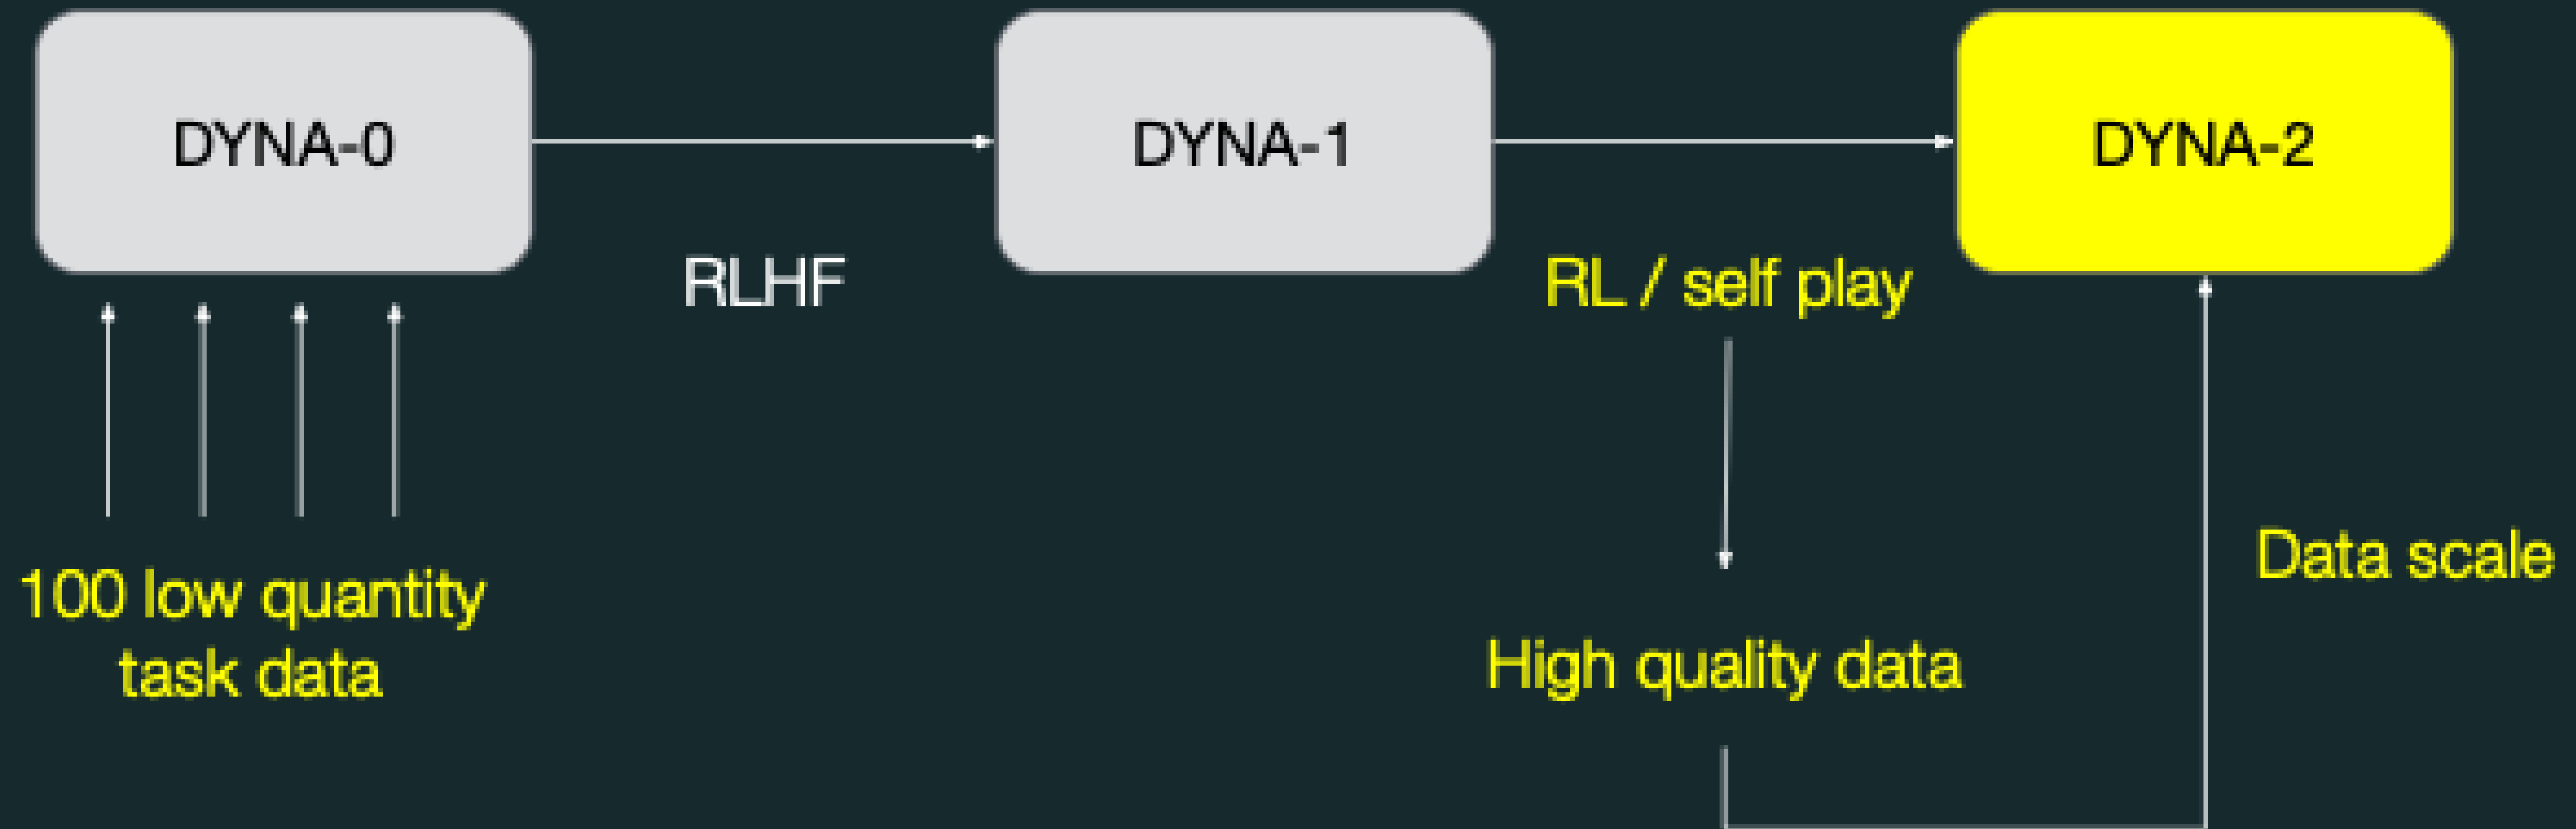 DYNA-0
DYNA-1
DYNA-2
RLHF
RL / self play
100 low quantity
task data
High quality data
Data scale